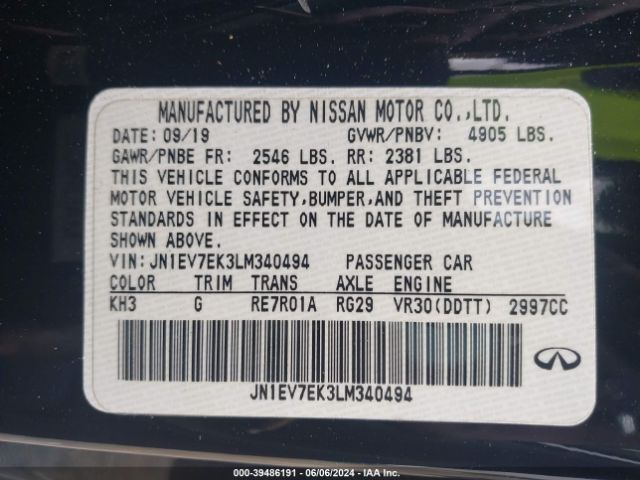 MANUFACTURED BY NISSAN MOTOR CO.,LTD.
DATE: 09/19 GVWR/PNBV: 4905 LBS.
GAWR/PNBE FR: 2546 LBS. RR: 2381 LBS.
THIS VEHICLE CONFORMS TO ALL APPLICABLE FEDERAL
MOTOR VEHICLE SAFETY,BUMPER,AND THEFT PREVENTION
STANDARDS IN EFFECT ON THE DATE OF MANUFACTURE
SHOWN ABOVE.
VIN:JN1EV7EK3LM340494 PASSENGER CAR
COLOR TRIM TRANS AXLE ENGINE
KH3 G RE7R01A RG29 VR30(DDTT) 2997CC
JN1EV7EK3LM340494
000-39486191 - 06/06/2024 - IAA Inc.